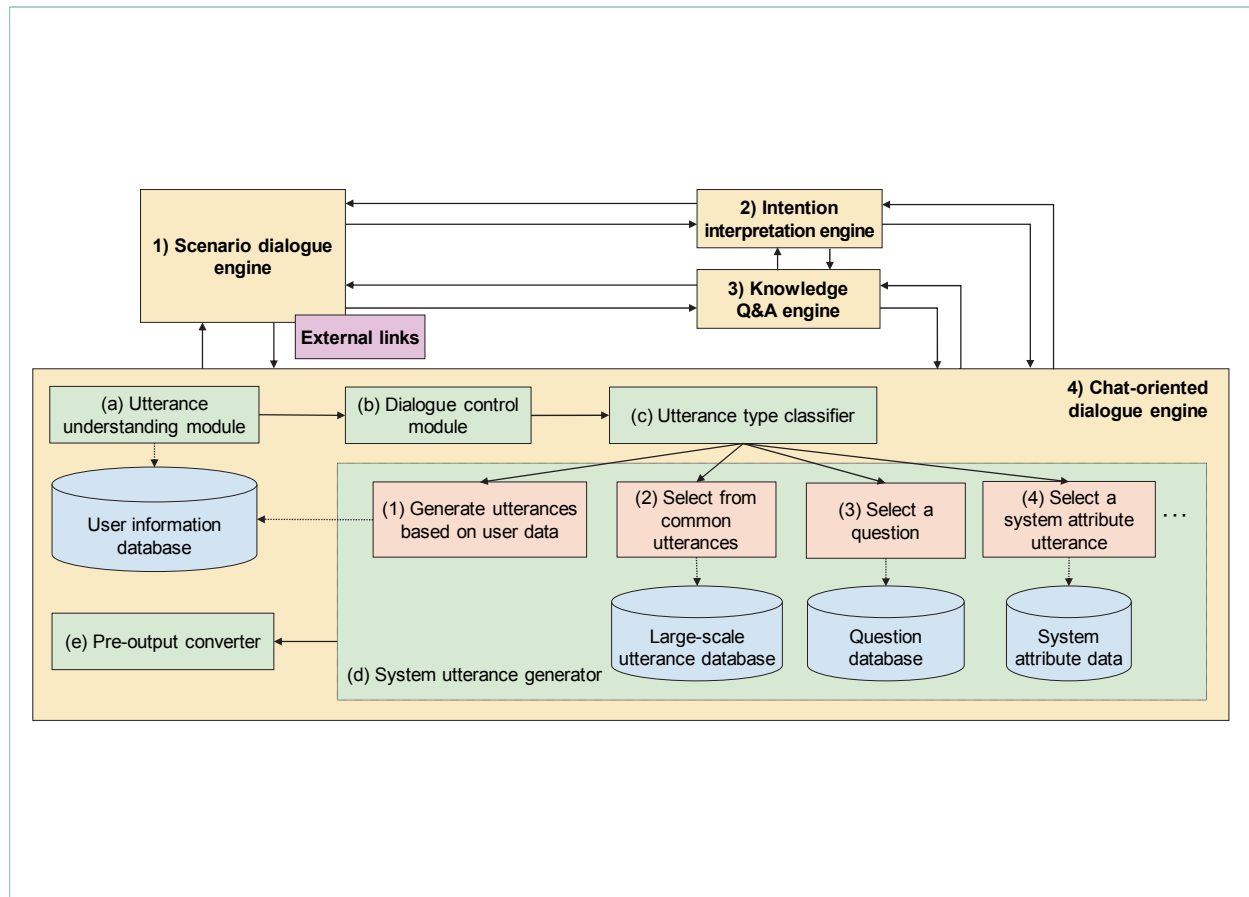 1) Scenario dialogue
engine
2) Intention
interpretation engine
3) Knowledge
Q&A engine
External links
4) Chat-oriented
dialogue engine
(a) Utterance
understanding module
(b) Dialogue control
module
(c) Utterance type classifier
User information
database
(1) Generate utterances
based on user data
(2) Select from
common
utterances
(3) Select a
question
(4) Select a
system attribute
utterance
...
Large-scale
utterance database
Question
database
System
attribute data
(d) System utterance generator
(e) Pre-output converter